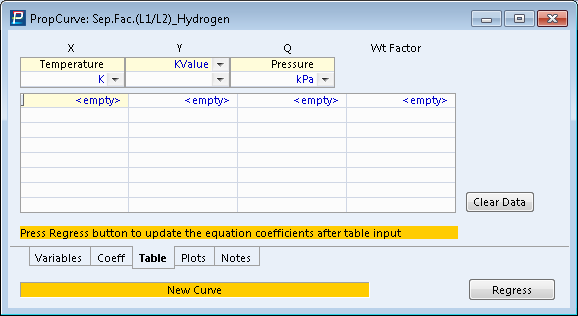 PropCurve: Sep.Fac.(L1/L2)_Hydrogen
X Y Q Wt Factor
Temperature KValue Pressure
K kPa
<empty> <empty> <empty> <empty>
Clear Data
Press Regress button to update the equation coefficients after table input
Variables Coeff Table Plots Notes
New Curve Regress